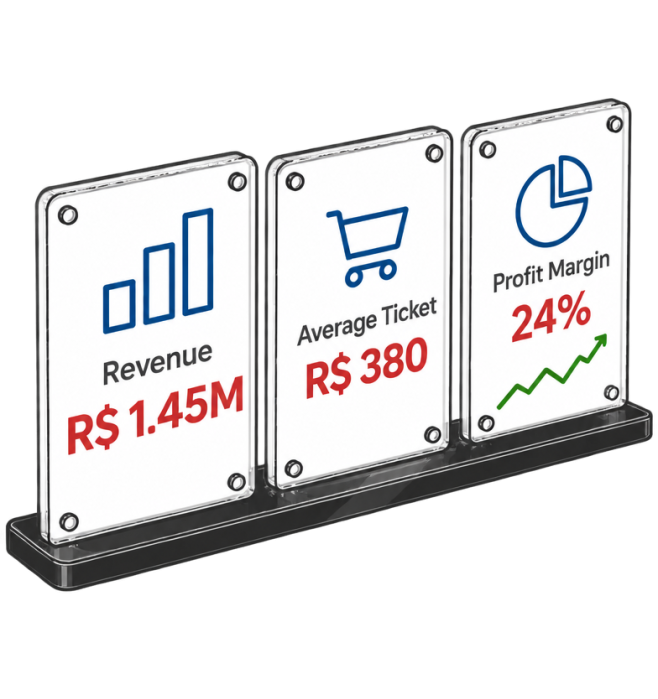 Revenue
R$ 1.45M
Average Ticket
R$ 380
Profit Margin
24%